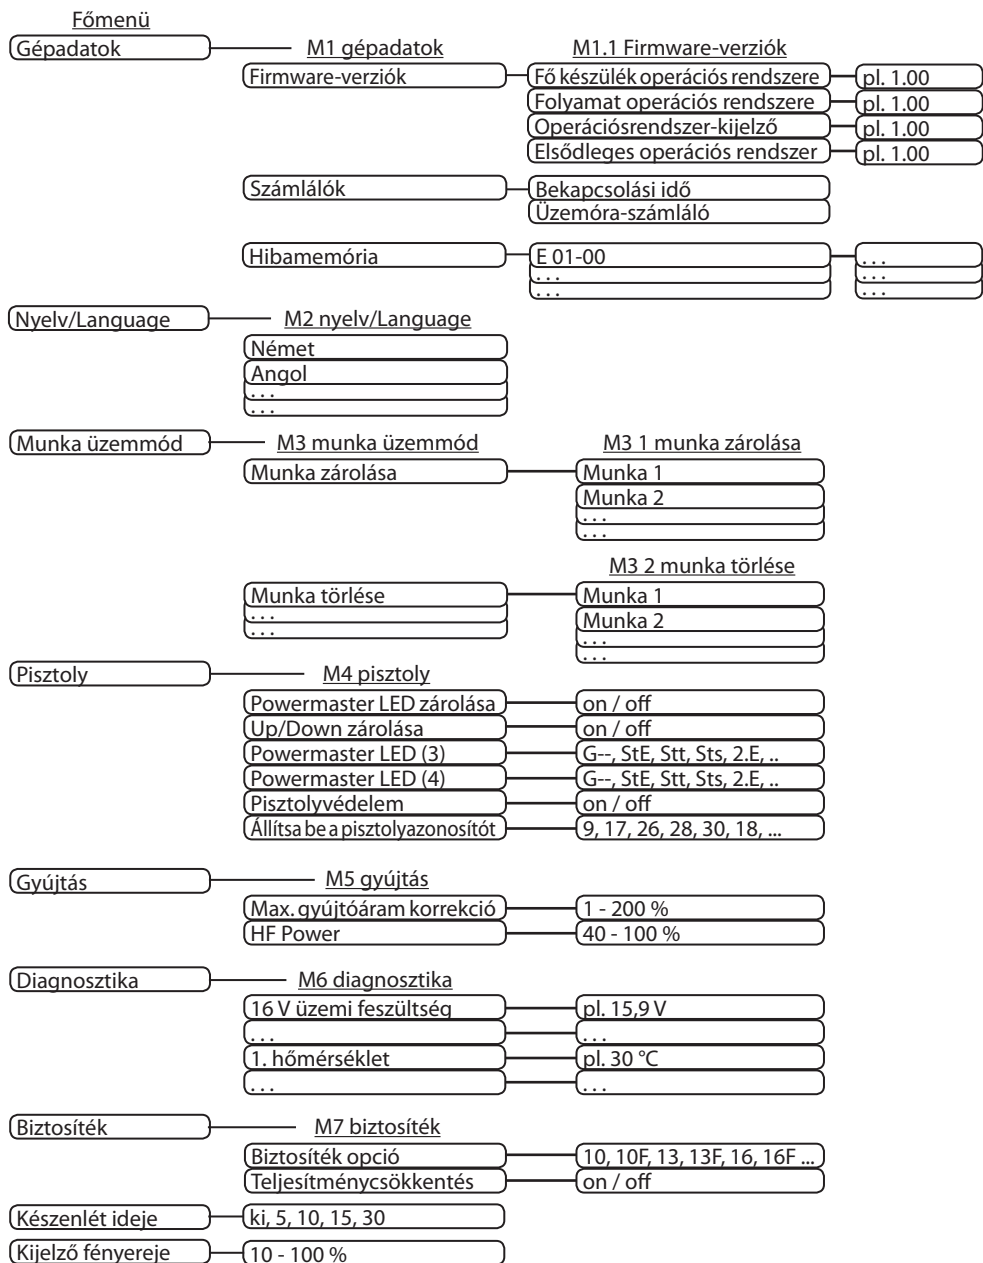 Főmenü
Gépadatok M1 gépadatok M1.1 Firmware-verziók
Firmware-verziók Fő készülék operációs rendszere pl. 1.00
Folyamat operációs rendszere pl. 1.00
Operációsrendszer-kijelző pl. 1.00
Elsődleges operációs rendszer pl. 1.00
Számlálók Bekapcsolási idő
Üzemóra-számláló
Hibamemória E 01-00 . . .
. . . . . .
. . . . . .
Nyelv/Language M2 nyelv/Language
Német
Angol
. . .
. . .
Munka üzemmód M3 munka üzemmód M3 1 munka zárolása
Munka zárolása Munka 1
Munka 2
. . .
. . .
M3 2 munka törlése
Munka törlése Munka 1
. . . Munka 2
. . . . . .
. . .
Pisztoly M4 pisztoly
Powermaster LED zárolása on / off
Up/Down zárolása on / off
Powermaster LED (3) G--, StE, Stt, Sts, 2.E, ..
Powermaster LED (4) G--, StE, Stt, Sts, 2.E, ..
Pisztolyvédelem on / off
Állítsa be a pisztolyazonosítót 9, 17, 26, 28, 30, 18, ...
Gyújtás M5 gyújtás
Max. gyújtóáram korrekció 1 - 200 %
HF Power 40 - 100 %
Diagnosztika M6 diagnosztika
16 V üzemi feszültség pl. 15,9 V
. . . . . .
1. hőmérséklet pl. 30 °C
. . . . . .
Biztosíték M7 biztosíték
Biztosíték opció 10, 10F, 13, 13F, 16, 16F ...
Teljesítménycsökkentés on / off
Készenlét ideje ki, 5, 10, 15, 30
Kijelző fényereje 10 - 100 %